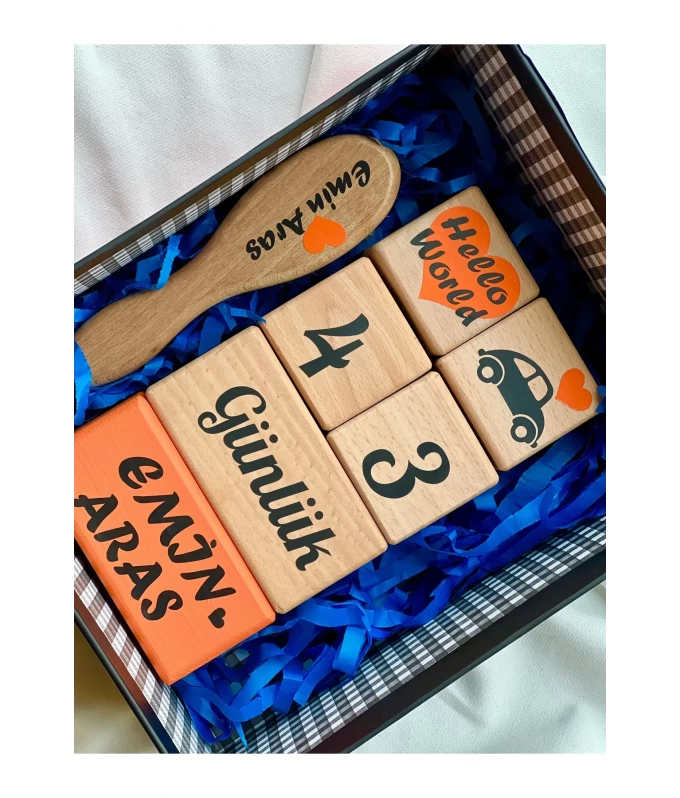 Emin Aras
Hello
World
4
3
Günlük
EMİN
ARAS